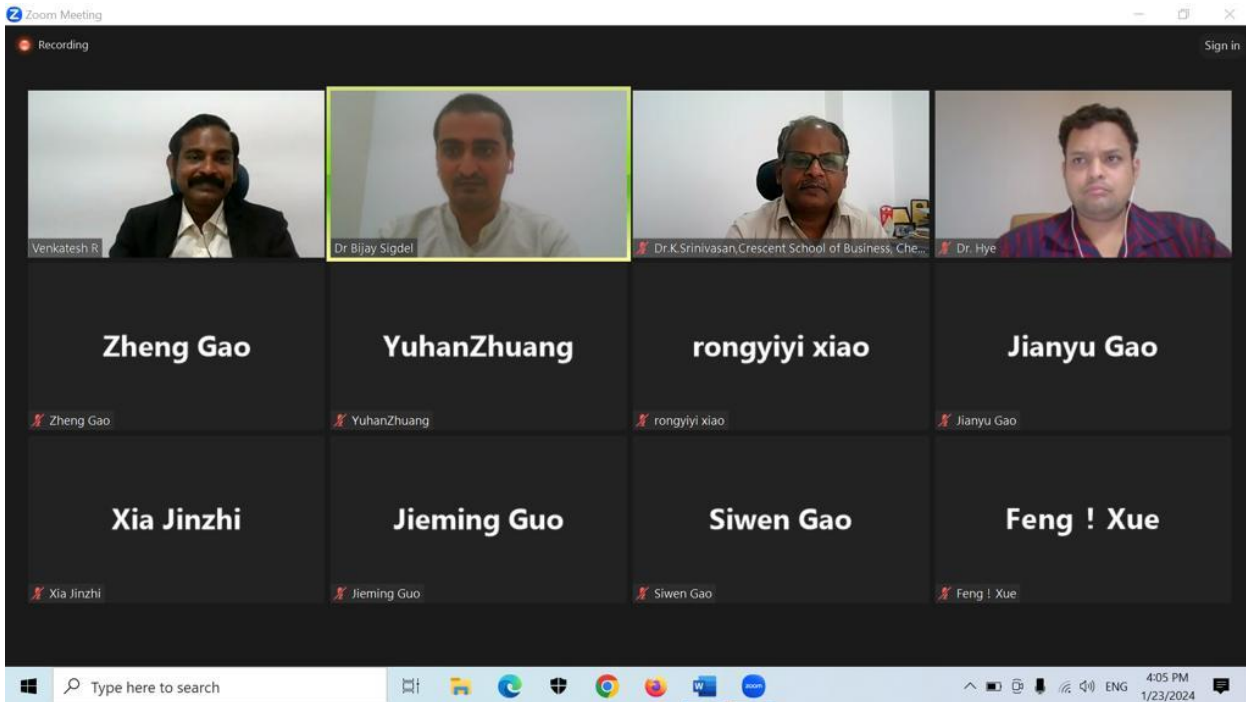 Zoom Meeting
Recording
Sign in
Venkatesh R
Dr Bijay Sigdel
Dr.K.Srinivasan,Crescent School of Business, Che...
Dr. Hye
Zheng Gao
YuhanZhuang
rongyiyi xiao
Jianyu Gao
Zheng Gao
YuhanZhuang
rongyiyi xiao
Jianyu Gao
Xia Jinzhi
Jieming Guo
Siwen Gao
Feng！Xue
Xia Jinzhi
Jieming Guo
Siwen Gao
Feng！Xue
Type here to search
W
zoom
ENG
4:05 PM
1/23/2024